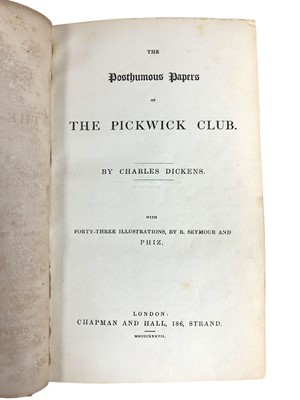 THE
Posthumous Papers
OF
THE PICKWICK CLUB.
BY CHARLES DICKENS.
WITH
FORTY-THREE ILLUSTRATIONS, BY R. SEYMOUR AND
PHIZ.
LONDON:
CHAPMAN AND HALL, 186, STRAND.
MDCCCXXXVII.